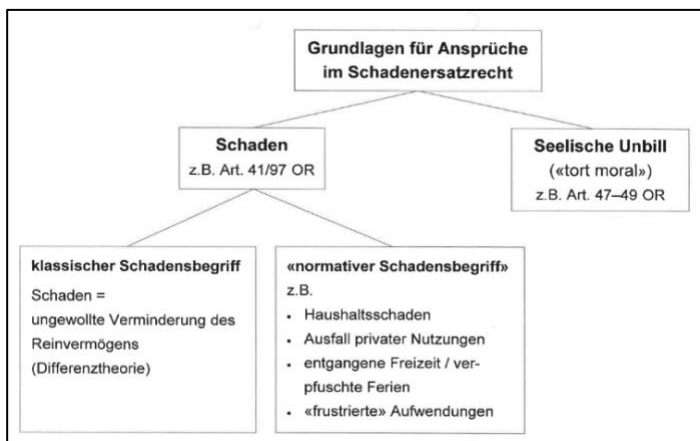 Grundlagen für Ansprüche
im Schadenersatzrecht
Schaden
z.B. Art. 41/97 OR
Seelische Unbill
(«tort moral»)
z.B. Art. 47–49 OR
klassischer Schadensbegriff
Schaden =
ungewollte Verminderung des
Reinvermögens
(Differenztheorie)
«normativer Schadensbegriff»
z.B.
• Haushaltsschaden
• Ausfall privater Nutzungen
• entgangene Freizeit / ver-
pfuschte Ferien
• «frustrierte» Aufwendungen